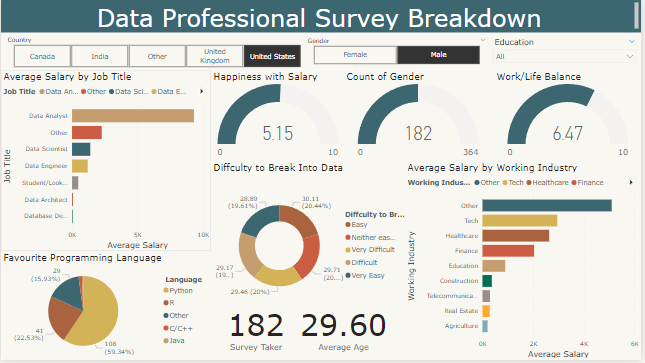 Data Professional Survey Breakdown
Country
Canada
India
Other
United Kingdom
United States
Gender
Female
Male
Education
All
Average Salary by Job Title
Job Title Data An... Other Data Sci... Data E...
Job Title
Data Analyst
Other
Data Scientist
Data Engineer
Student/Look...
Data Architect
Database De...
0K 5K 10K
Average Salary
Happiness with Salary
5.15
0 10
Count of Gender
182
0 364
Work/Life Balance
6.47
0 10
Diffculty to Break Into Data
28.89
(19.61%)
30.11
(20.44%)
29.17
(19...)
29.71
(20....)
29.46 (20%)
Diffculty to Br...
Easy
Neither eas...
Very Difficult
Difficult
Very Easy
Average Salary by Working Industry
Working Indus... Other Tech Healthcare Finance
Working Industry
Other
Tech
Healthcare
Finance
Education
Construction
Telecommunica...
Real Estate
Agriculture
0K 2K 4K 6K
Average Salary
Favourite Programming Language
29
(15.93%)
41
(22.53%)
108
(59.34%)
Language
Python
R
Other
C/C++
Java
182
Survey Taker
29.60
Average Age